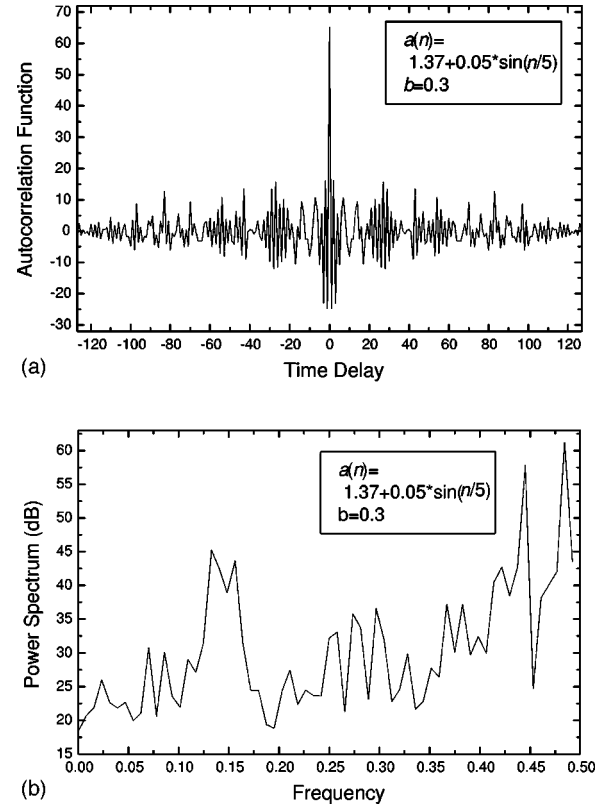 70
60
50
40
30
20
10
0
-10
-20
-30
Autocorrelation Function
a(n)=
1.37+0.05*sin(n/5)
b=0.3
-120 -100 -80 -60 -40 -20 0 20 40 60 80 100 120
Time Delay
(a)
60
55
50
45
40
35
30
25
20
15
Power Spectrum (dB)
a(n)=
1.37+0.05*sin(n/5)
b=0.3
0.00 0.05 0.10 0.15 0.20 0.25 0.30 0.35 0.40 0.45 0.50
Frequency
(b)